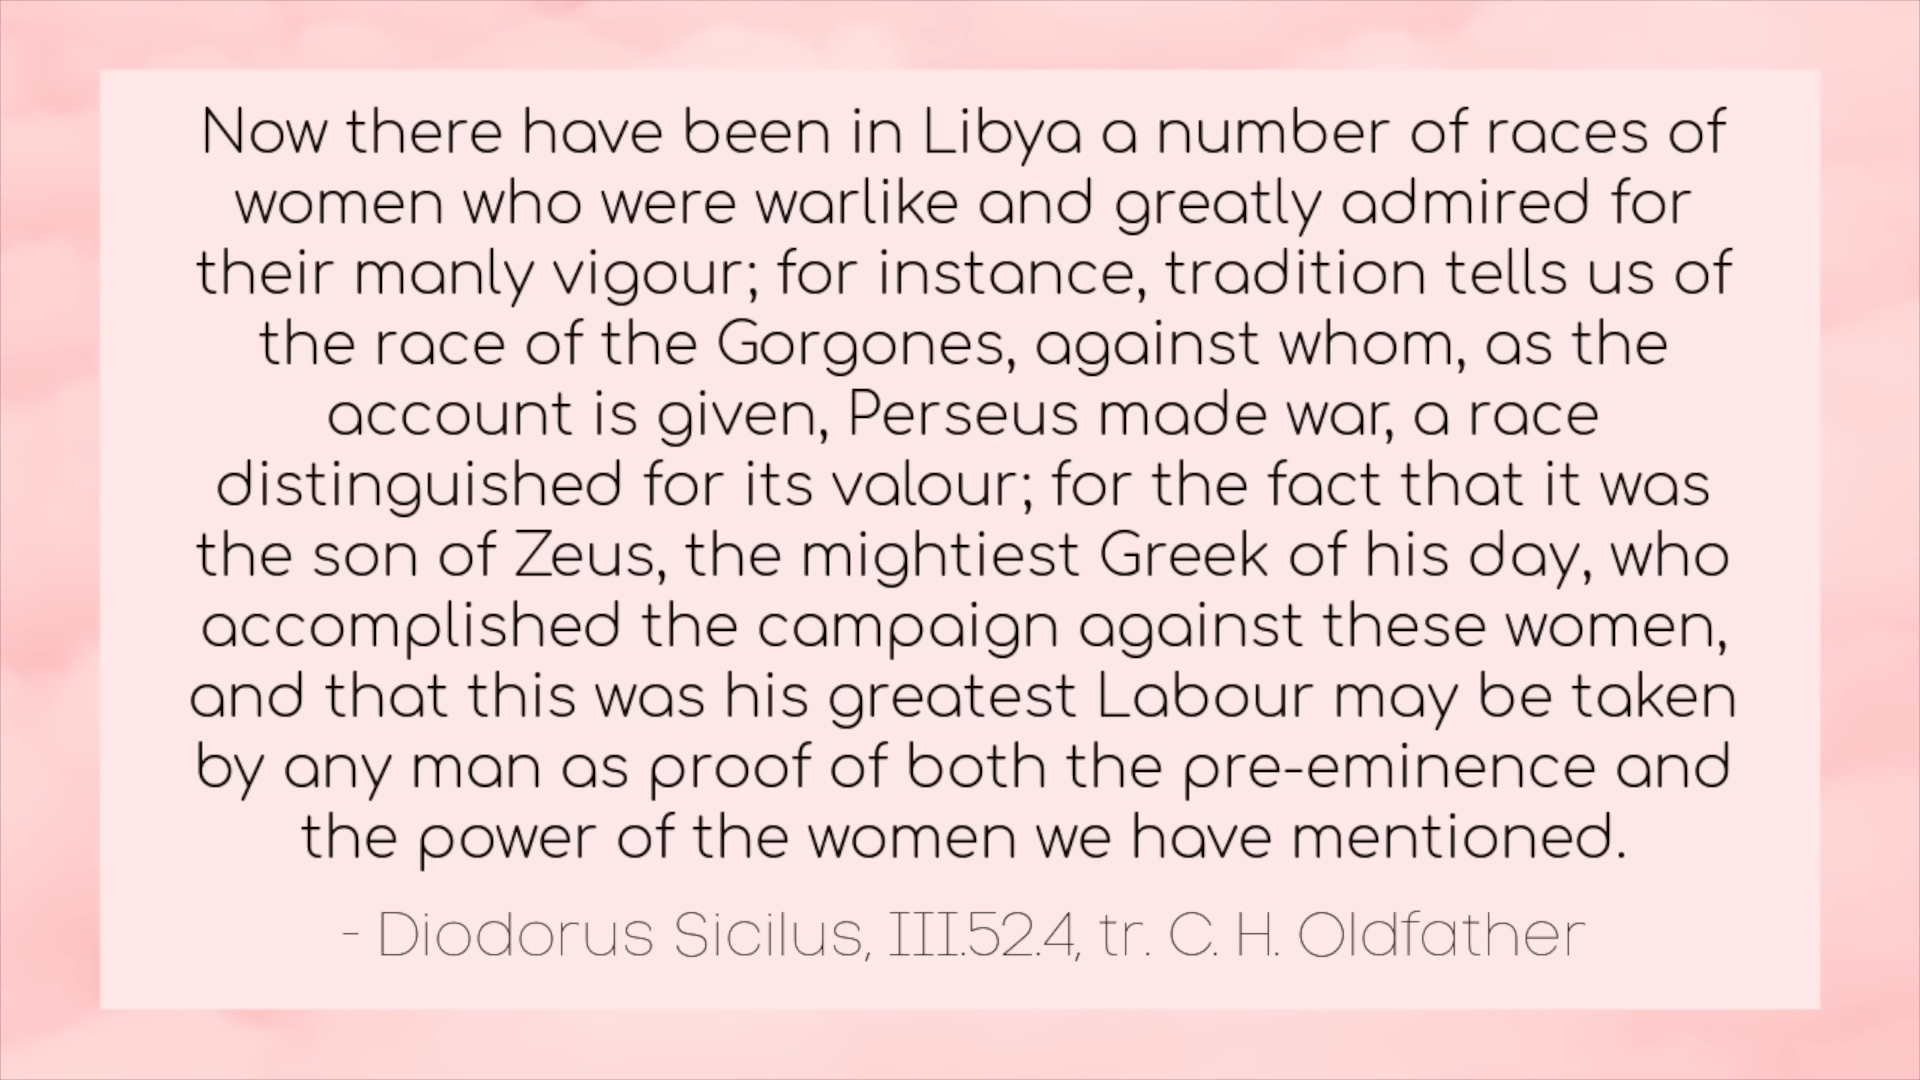 Now there have been in Libya a number of races of
women who were warlike and greatly admired for
their manly vigour; for instance, tradition tells us of
the race of the Gorgones, against whom, as the
account is given, Perseus made war, a race
distinguished for its valour; for the fact that it was
the son of Zeus, the mightiest Greek of his day, who
accomplished the campaign against these women,
and that this was his greatest Labour may be taken
by any man as proof of both the pre-eminence and
the power of the women we have mentioned.
- Diodorus Sicilus, III.52.4, tr. C. H. Oldfather